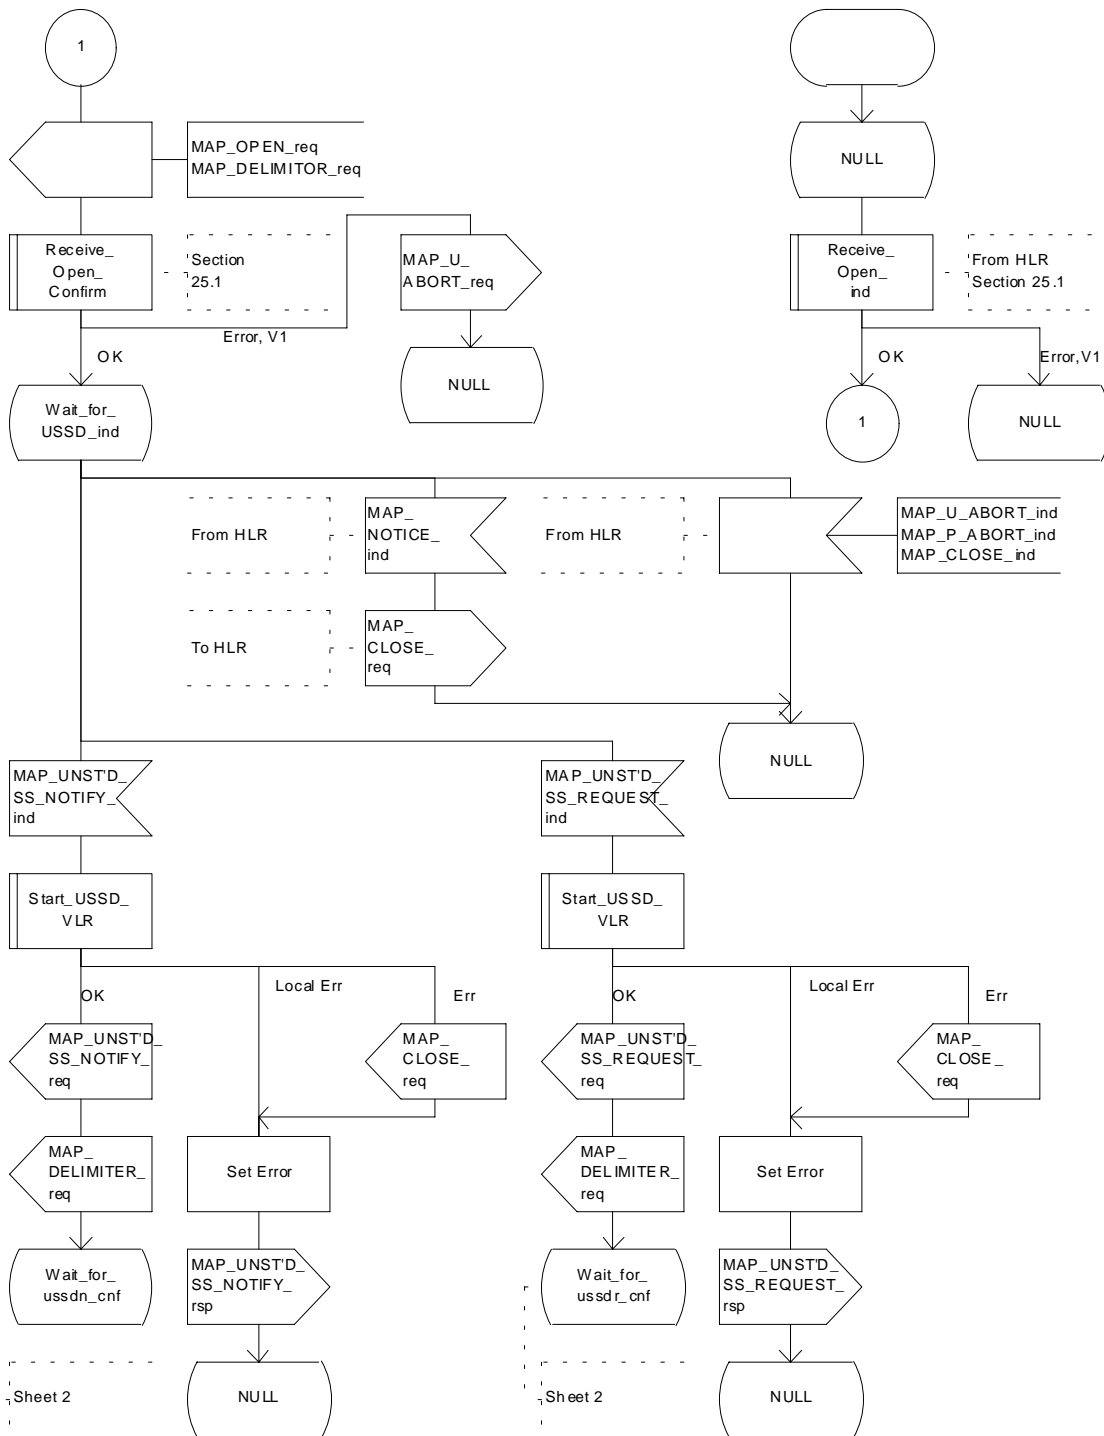 1
MAP_OPEN_req
MAP_DELIMITOR_req
NULL
Receive_
Open_
Confirm
Section
25.1
MAP_U_
ABORT_req
Receive_
Open_
ind
From HLR
Section 25.1
Error, V1
OK
NULL
OK
Error,V1
Wait_for_
USSD_ind
1
NULL
From HLR
MAP_
NOTICE_
ind
From HLR
MAP_U_ABORT_ind
MAP_P_ABORT_ind
MAP_CLOSE_ind
To HLR
MAP_
CLOSE_
req
NULL
MAP_UNST'D_
SS_NOTIFY_
ind
MAP_UNST'D_
SS_REQUEST_
ind
Start_USSD_
VLR
Start_USSD_
VLR
OK
Local Err
Err
OK
Local Err
Err
MAP_UNST'D_
SS_NOTIFY_
req
MAP_
CLOSE_
req
MAP_UNST'D_
SS_REQUEST_
req
MAP_
CLOSE_
req
MAP_
DELIMITER_
req
Set Error
MAP_
DELIMITER_
req
Set Error
Wait_for_
ussdn_cnf
MAP_UNST'D_
SS_NOTIFY_
rsp
Wait_for_
ussdr_cnf
MAP_UNST'D_
SS_REQUEST_
rsp
Sheet 2
NULL
Sheet 2
NULL